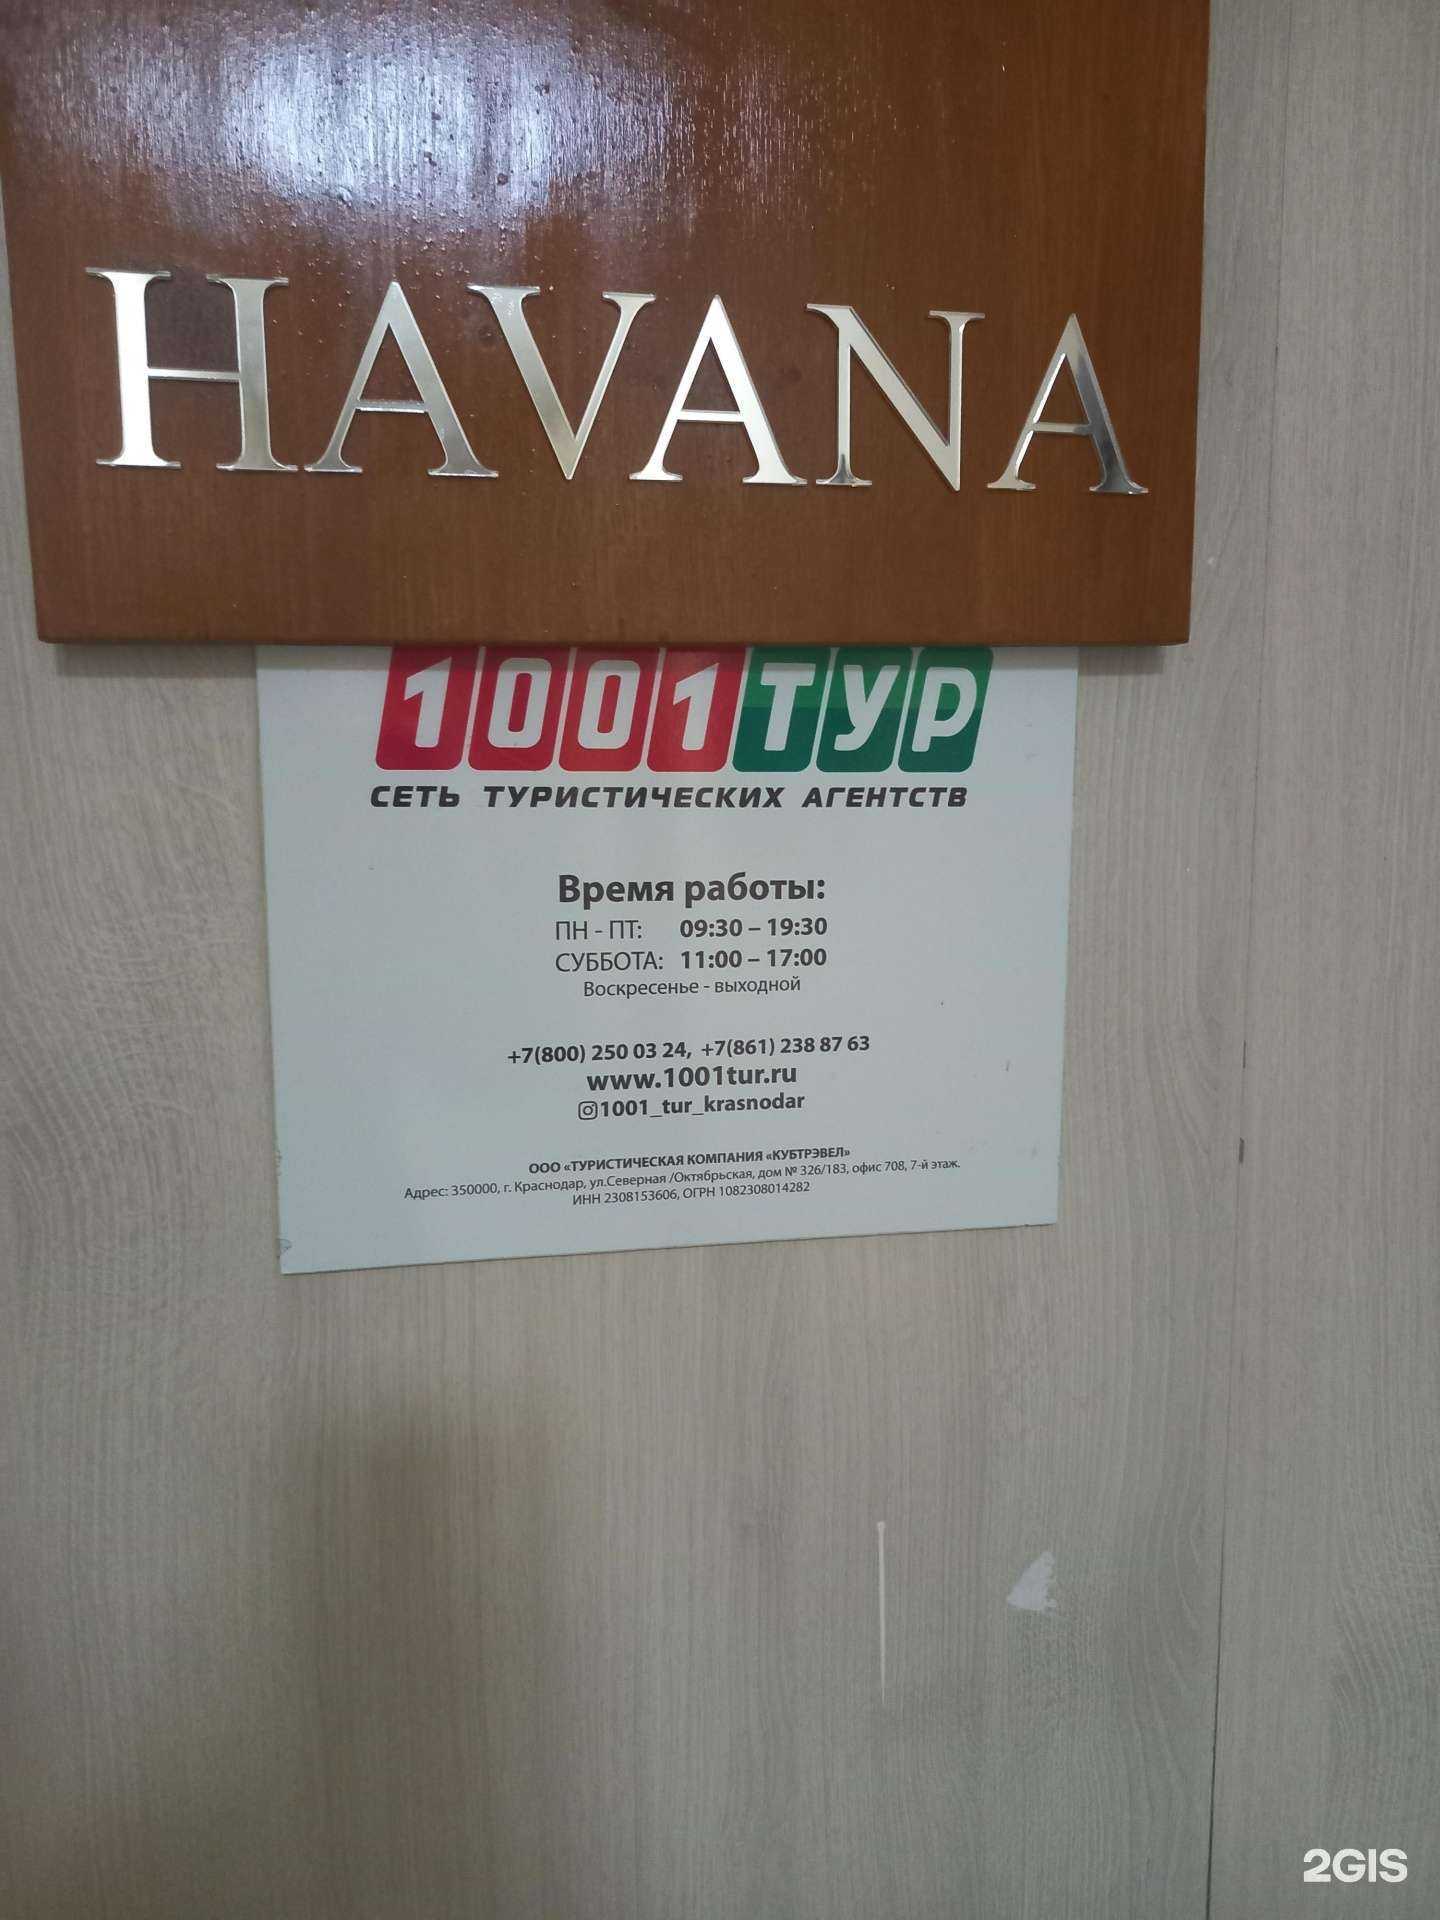 HAVANA
1001ТУР
СЕТЬ ТУРИСТИЧЕСКИХ АГЕНТСТВ
Время работы:
ПН - ПТ: 09:30 – 19:30
СУББОТА: 11:00 – 17:00
Воскресенье - выходной
+7(800) 250 03 24, +7(861) 238 87 63
www.1001tur.ru
1001_tur_krasnodar
ООО «ТУРИСТИЧЕСКАЯ КОМПАНИЯ «КУБТРЭВЕЛ»
Адрес: 350000, г. Краснодар, ул.Северная /Октябрьская, дом № 326/183, офис 708, 7-й этаж.
ИНН 2308153606, ОГРН 1082308014282
2GIS